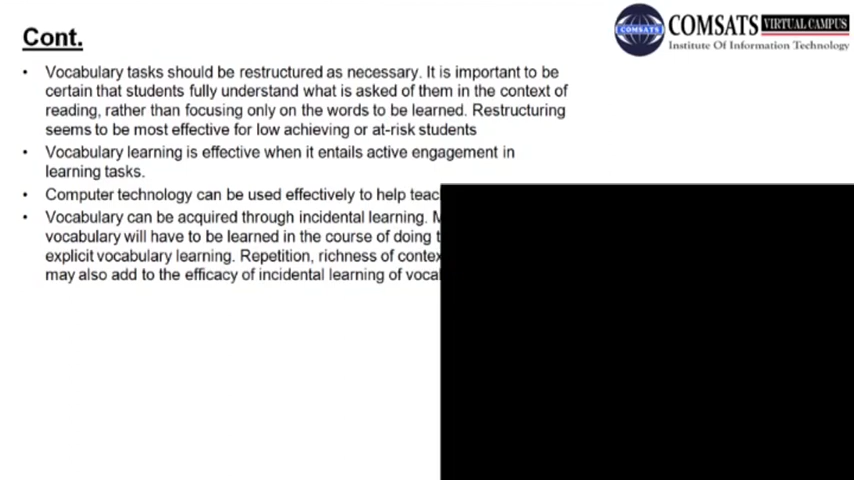 Cont.
COMSATS VIRTUAL CAMPUS
COMSATS
Institute Of Information Technology
• Vocabulary tasks should be restructured as necessary. It is important to be
certain that students fully understand what is asked of them in the context of
reading, rather than focusing only on the words to be learned. Restructuring
seems to be most effective for low achieving or at-risk students
• Vocabulary learning is effective when it entails active engagement in
learning tasks.
• Computer technology can be used effectively to help
• Vocabulary can be acquired through incidental learning.
vocabulary will have to be learned in the course of doing
explicit vocabulary learning. Repetition, richness of
may also add to the efficacy of incidental learning of